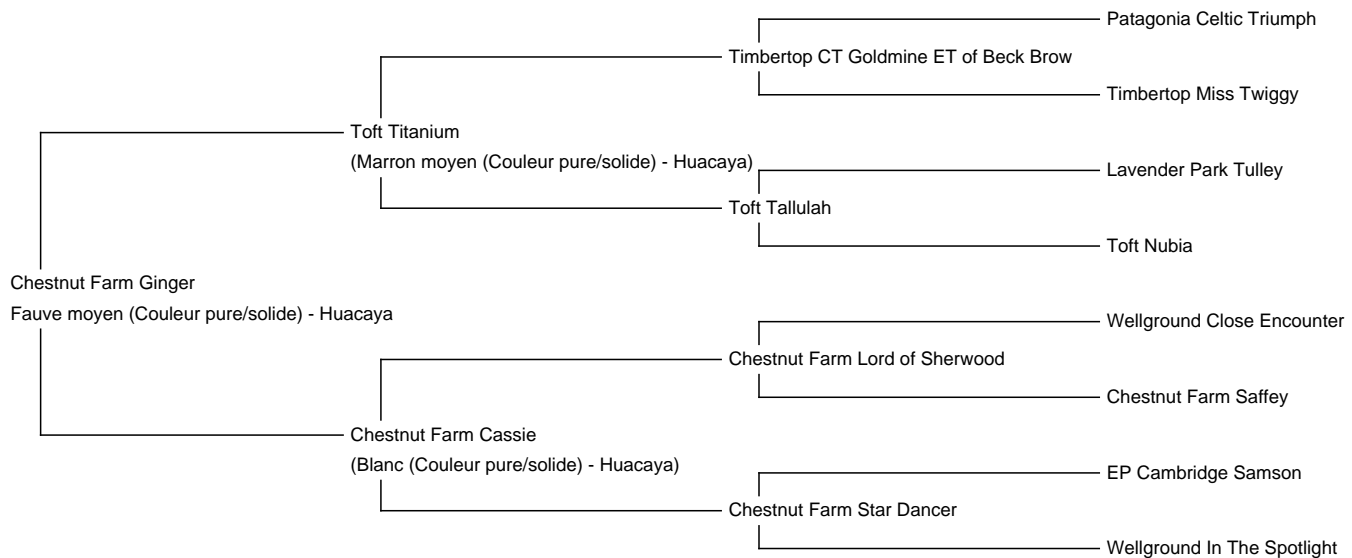 Patagonia Celtic Triumph
Timbertop CT Goldmine ET of Beck Brow
Timbertop Miss Twiggy
Toft Titanium
(Marron moyen (Couleur pure/solide) - Huacaya)
Lavender Park Tulley
Toft Tallulah
Toft Nubia
Chestnut Farm Ginger
Fauve moyen (Couleur pure/solide) - Huacaya
Wellground Close Encounter
Chestnut Farm Lord of Sherwood
Chestnut Farm Saffey
Chestnut Farm Cassie
(Blanc (Couleur pure/solide) - Huacaya)
EP Cambridge Samson
Chestnut Farm Star Dancer
Wellground In The Spotlight